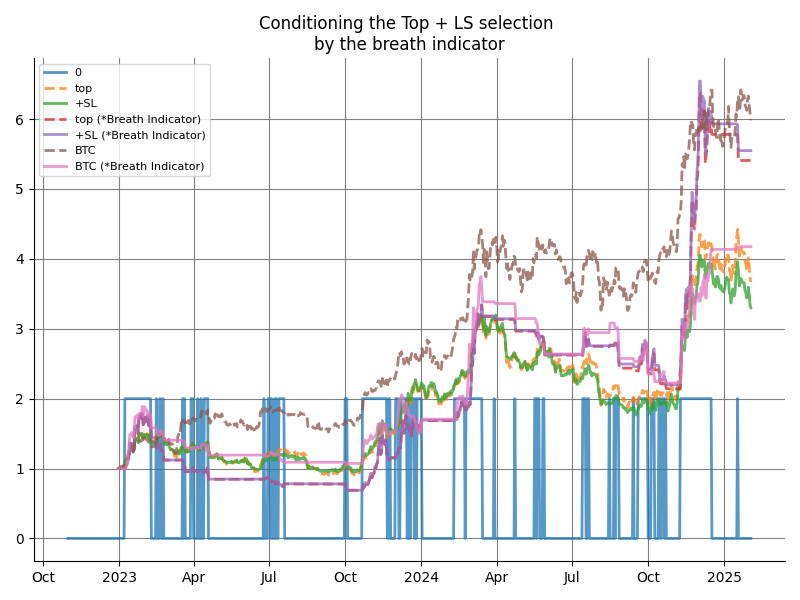 Conditioning the Top + LS selection
by the breath indicator
0
top
+SL
top (*Breath Indicator)
+SL (*Breath Indicator)
BTC
BTC (*Breath Indicator)
6
5
4
3
2
1
0
Oct 2023 Apr Jul Oct 2024 Apr Jul Oct 2025